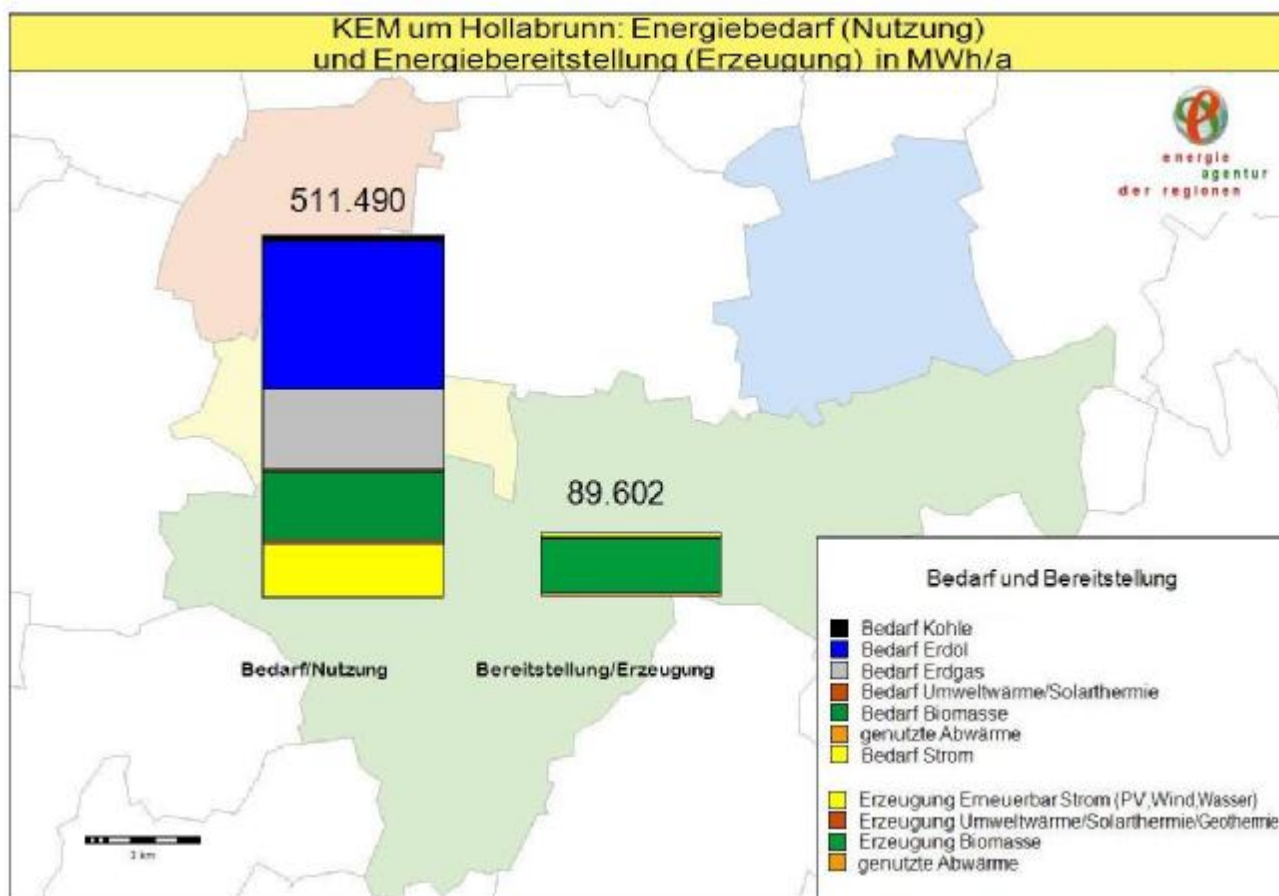 KEM um Hollabrunn: Energiebedarf (Nutzung)
und Energiebereitstellung (Erzeugung) in MWh/a
energie
agentur
der regionen
511.490
89.602
Bedarf/Nutzung
Bereitstellung/Erzeugung
Bedarf und Bereitstellung
Bedarf Kohle
Bedarf Erdöl
Bedarf Erdgas
Bedarf Umweltwärme/Solarthermie
Bedarf Biomasse
genutzte Abwärme
Bedarf Strom
Erzeugung Erneuerbar Strom (PV,Wind,Wasser)
Erzeugung Umweltwärme/Solarthermie/Geothermie
Erzeugung Biomasse
genutzte Abwärme